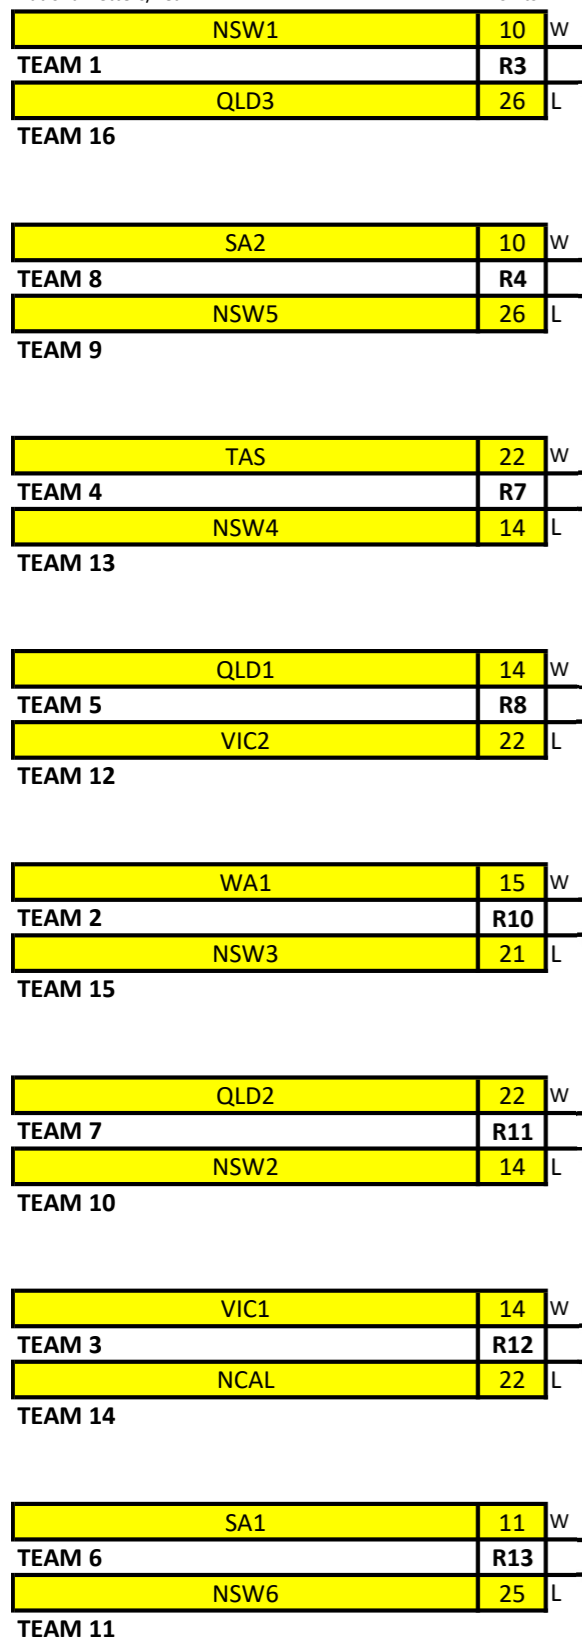 NSW1 10 W
TEAM 1 R3
QLD3 26 L
TEAM 16
SA2 10 W
TEAM 8 R4
NSW5 26 L
TEAM 9
TAS 22 W
TEAM 4 R7
NSW4 14 L
TEAM 13
QLD1 14 W
TEAM 5 R8
VIC2 22 L
TEAM 12
WA1 15 W
TEAM 2 R10
NSW3 21 L
TEAM 15
QLD2 22 W
TEAM 7 R11
NSW2 14 L
TEAM 10
VIC1 14 W
TEAM 3 R12
NCAL 22 L
TEAM 14
SA1 11 W
TEAM 6 R13
NSW6 25 L
TEAM 11